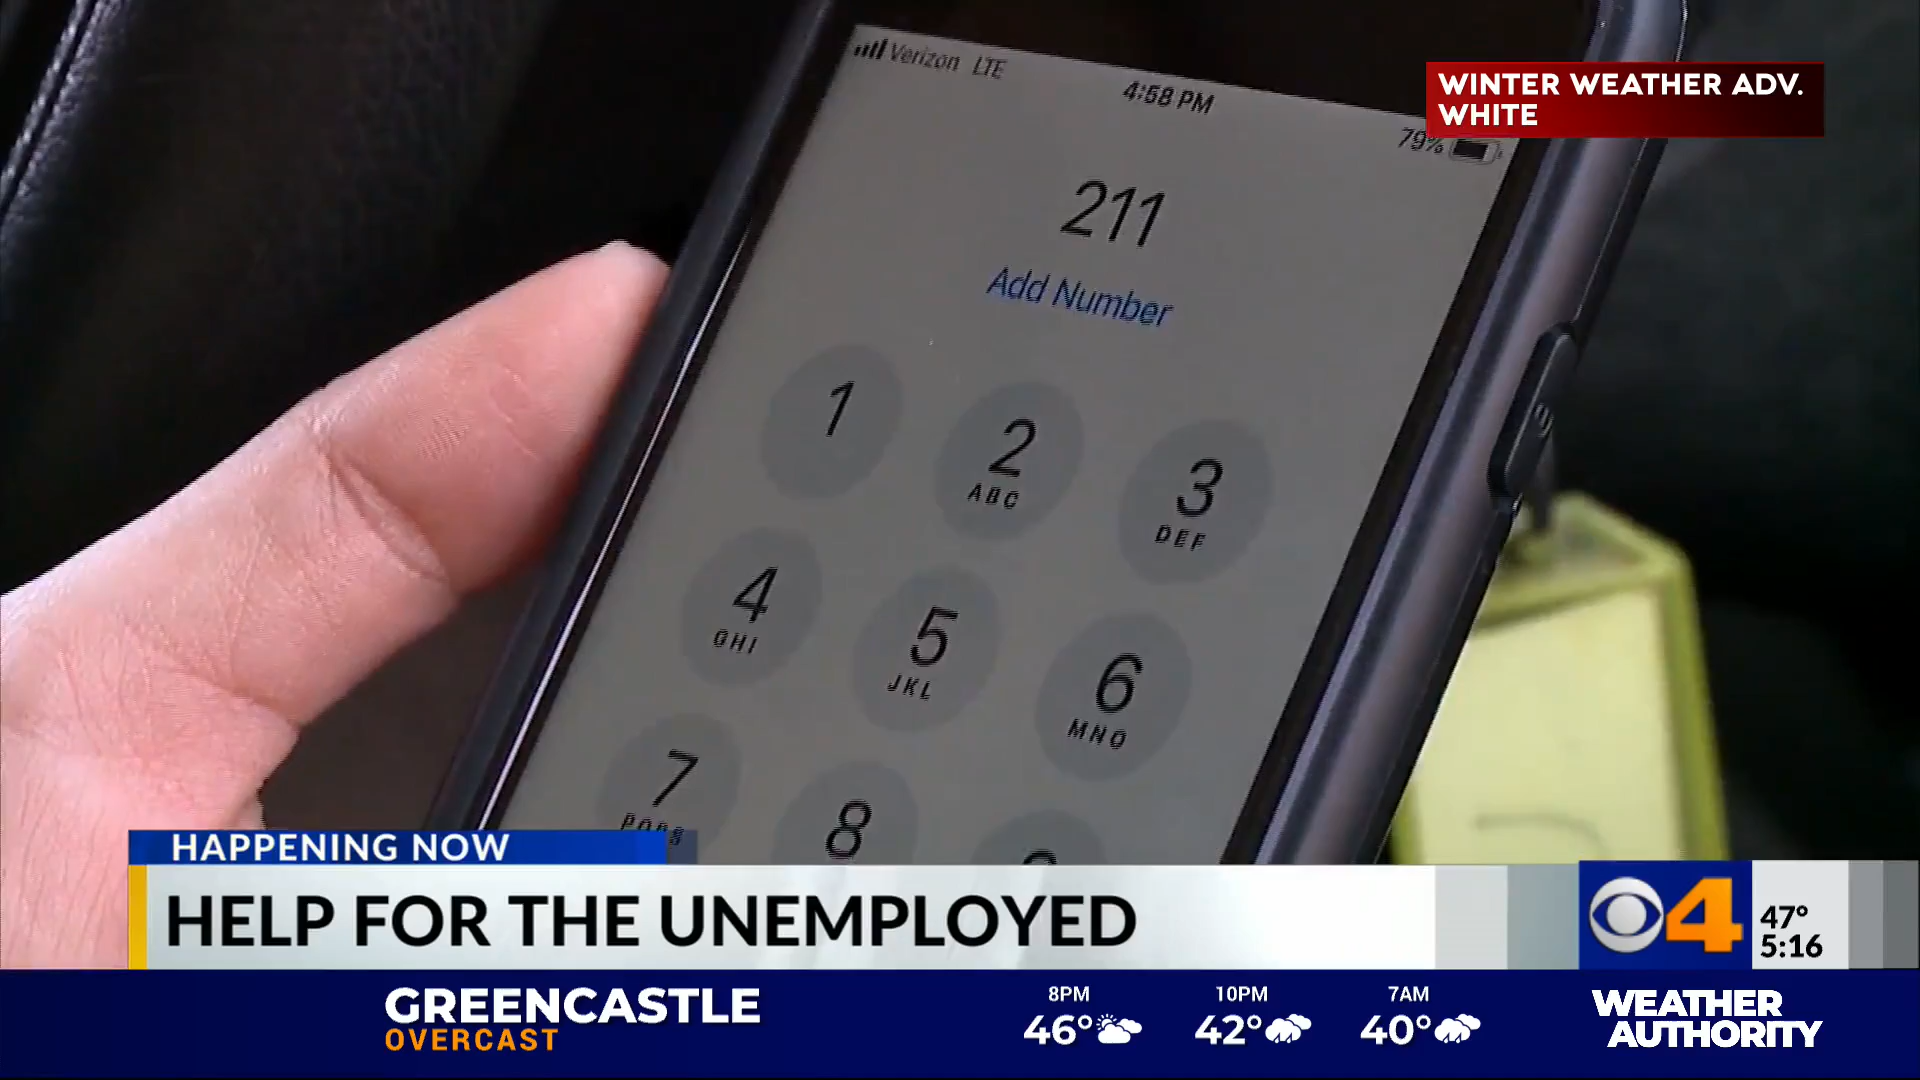 Verizon LTE
4:58 PM
79%
WINTER WEATHER ADV.
WHITE
211
Add Number
1
2
ABC
3
DEF
4
GHI
5
JKL
6
MNO
7
PQRS
8
HAPPENING NOW
HELP FOR THE UNEMPLOYED
4
47°
5:16
GREENCASTLE
OVERCAST
8PM
46°
10PM
42°
7AM
40°
WEATHER
AUTHORITY